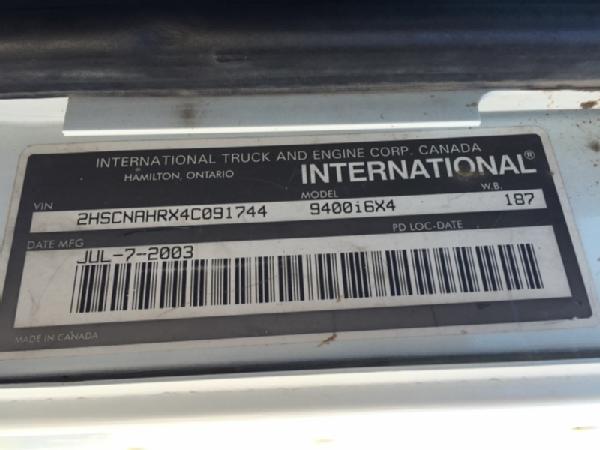 INTERNATIONAL TRUCK AND ENGINE CORP. CANADA
HAMILTON, ONTARIO INTERNATIONAL®
VIN MODEL W.B.
2HSCNAHRX4C091744 9400i6X4 187
DATE MFG PD LOC-DATE
JUL-7-2003
MADE IN CANADA